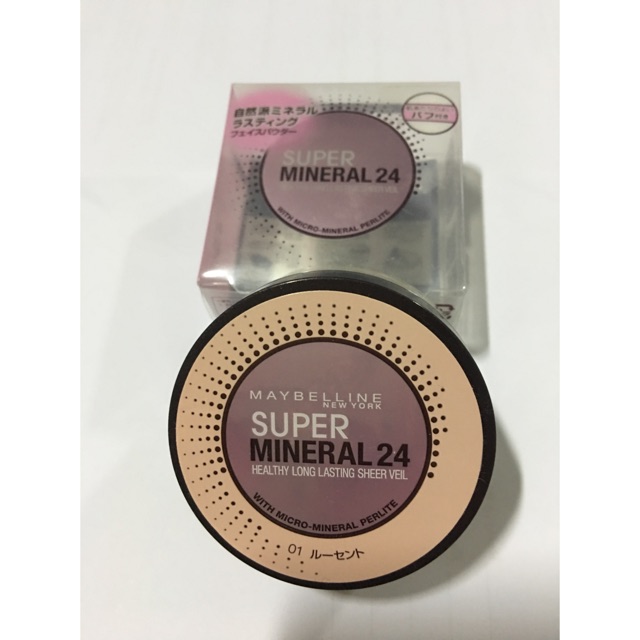 自然派ミネラル
ラスティング
フェイスパウダー
パフ付き
SUPER
MINERAL 24
SHEER VEIL
WITH MICRO-MINERAL PERLITE
MAYBELLINE
NEW YORK
SUPER
MINERAL 24
HEALTHY LONG LASTING SHEER VEIL
WITH MICRO-MINERAL PERLITE
01 ルーセント